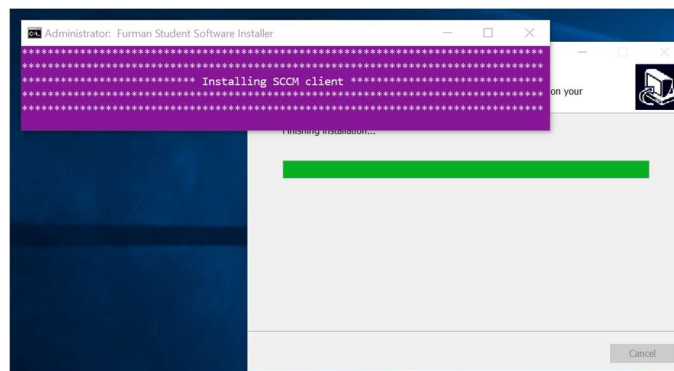 Administrator: Furman Student Software Installer
********************************************************************************
********************************************************************************
*************************** Installing SCCM client *****************************
********************************************************************************
********************************************************************************
on your
Finishing installation...
Cancel